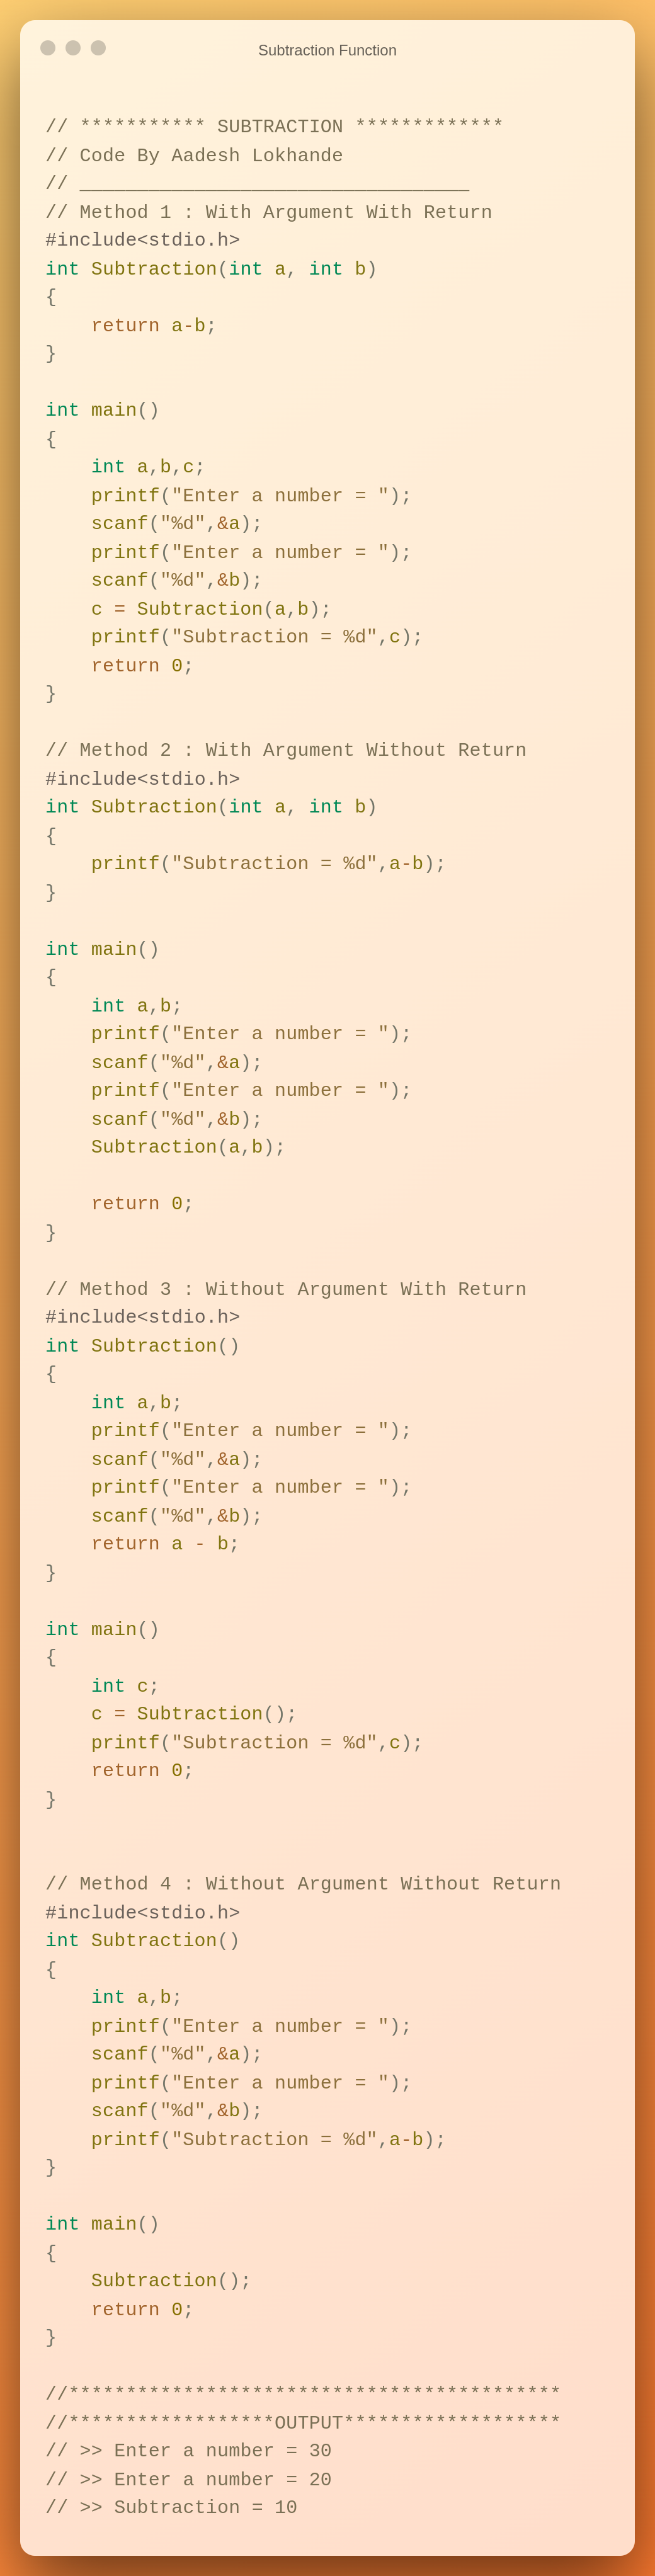 Subtraction Function
// *********** SUBTRACTION *************
// Code By Aadesh Lokhande
// __________________________________
// Method 1 : With Argument With Return
#include<stdio.h>
int Subtraction(int a, int b)
{
    return a-b;
}

int main()
{
    int a,b,c;
    printf("Enter a number = ");
    scanf("%d",&a);
    printf("Enter a number = ");
    scanf("%d",&b);
    c = Subtraction(a,b);
    printf("Subtraction = %d",c);
    return 0;
}

// Method 2 : With Argument Without Return
#include<stdio.h>
int Subtraction(int a, int b)
{
    printf("Subtraction = %d",a-b);
}

int main()
{
    int a,b;
    printf("Enter a number = ");
    scanf("%d",&a);
    printf("Enter a number = ");
    scanf("%d",&b);
    Subtraction(a,b);

    return 0;
}

// Method 3 : Without Argument With Return
#include<stdio.h>
int Subtraction()
{
    int a,b;
    printf("Enter a number = ");
    scanf("%d",&a);
    printf("Enter a number = ");
    scanf("%d",&b);
    return a - b;
}

int main()
{
    int c;
    c = Subtraction();
    printf("Subtraction = %d",c);
    return 0;
}


// Method 4 : Without Argument Without Return
#include<stdio.h>
int Subtraction()
{
    int a,b;
    printf("Enter a number = ");
    scanf("%d",&a);
    printf("Enter a number = ");
    scanf("%d",&b);
    printf("Subtraction = %d",a-b);
}

int main()
{
    Subtraction();
    return 0;
}

//*******************************************
//******************OUTPUT*******************
// >> Enter a number = 30
// >> Enter a number = 20
// >> Subtraction = 10